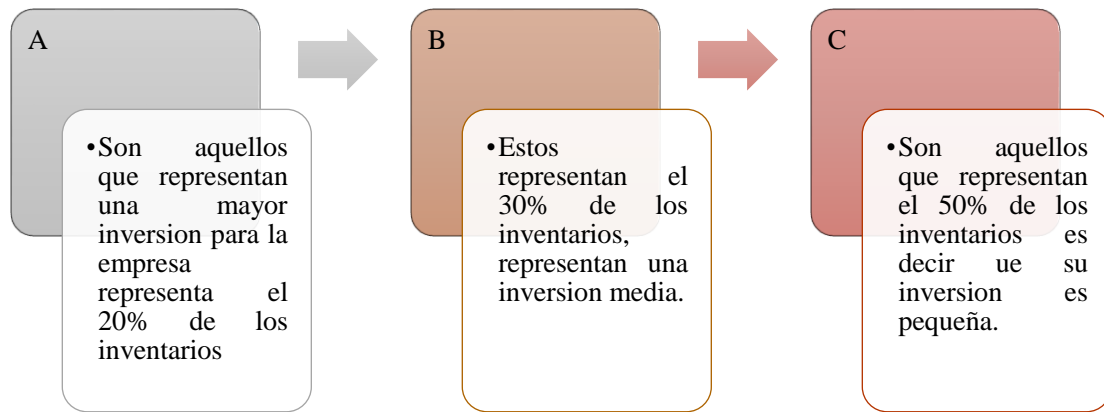 A
•Son aquellos
que representan
una mayor
inversion para la
empresa
representa el
20% de los
inventarios
B
•Estos
representan el
30% de los
inventarios,
representan una
inversion media.
C
•Son aquellos
que representan
el 50% de los
inventarios es
decir ue su
inversion es
pequeña.